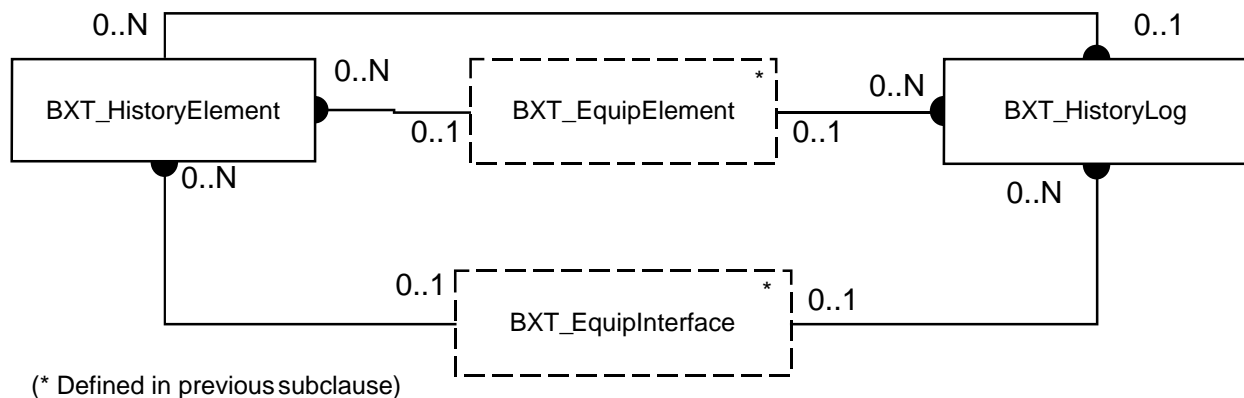 0..N
0..1
0..N
*
0..N
BXT_HistoryElement
BXT_EquipElement
BXT_HistoryLog
0..1
0..1
0..N
0..N
0..1
*
0..1
BXT_EquipInterface
(* Defined in previous subclause)